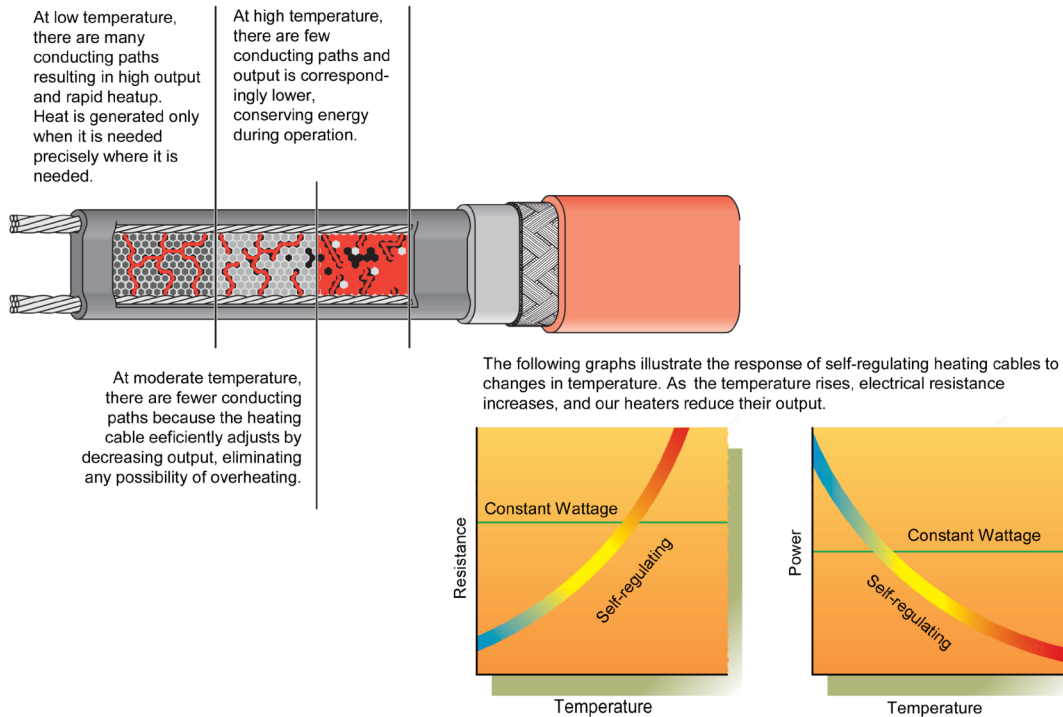 At low temperature,
there are many
conducting paths
resulting in high output
and rapid heatup.
Heat is generated only
when it is needed
precisely where it is
needed.
At high temperature,
there are few
conducting paths and
output is correspond-
ingly lower,
conserving energy
during operation.
At moderate temperature,
there are fewer conducting
paths because the heating
cable eeficiently adjusts by
decreasing output, eliminating
any possibility of overheating.
The following graphs illustrate the response of self-regulating heating cables to
changes in temperature. As the temperature rises, electrical resistance
increases, and our heaters reduce their output.
Resistance
Constant Wattage
Self-regulating
Temperature
Power
Constant Wattage
Self-regulating
Temperature